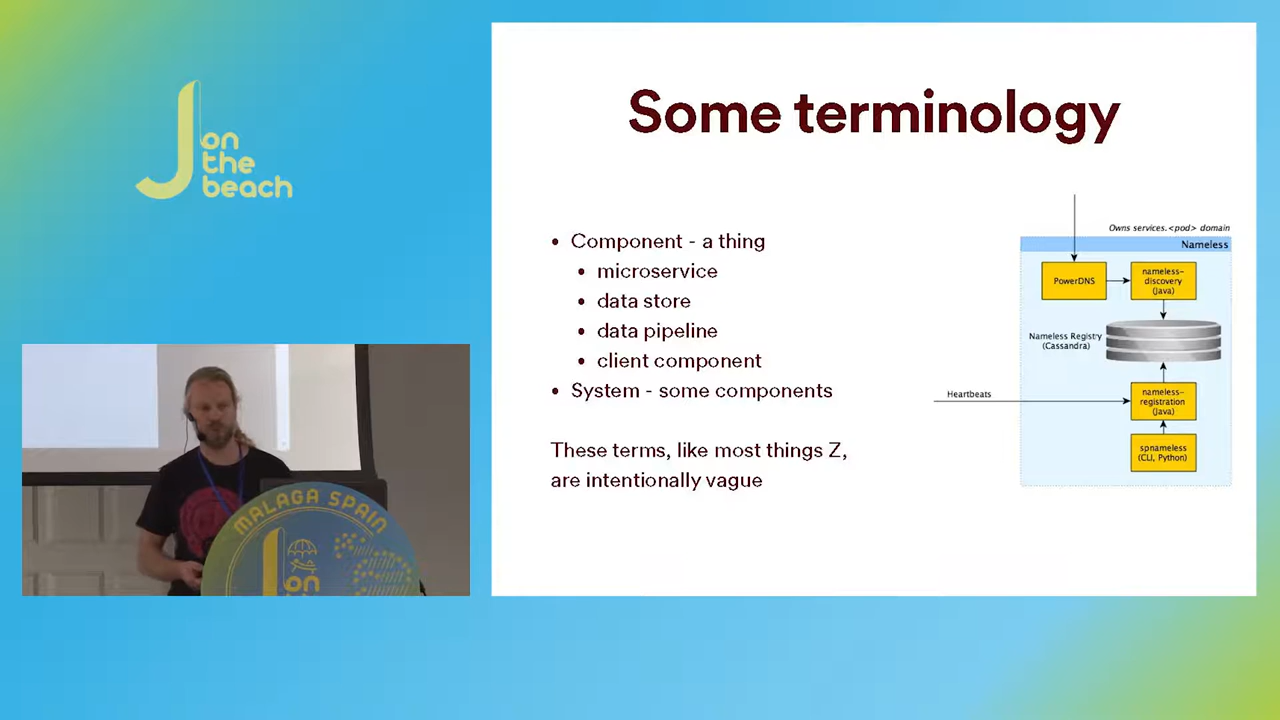 J on
the
beach
Some terminology
• Component - a thing
• microservice
• data store
• data pipeline
• client component
• System - some components
These terms, like most things Z,
are intentionally vague
Owns services.<pod> domain
Nameless
PowerDNS
nameless-
discovery
(Java)
Nameless Registry
(Cassandra)
Heartbeats
nameless-
registration
(Java)
spnameless
(CLI, Python)
MALAGA SPAIN
J on